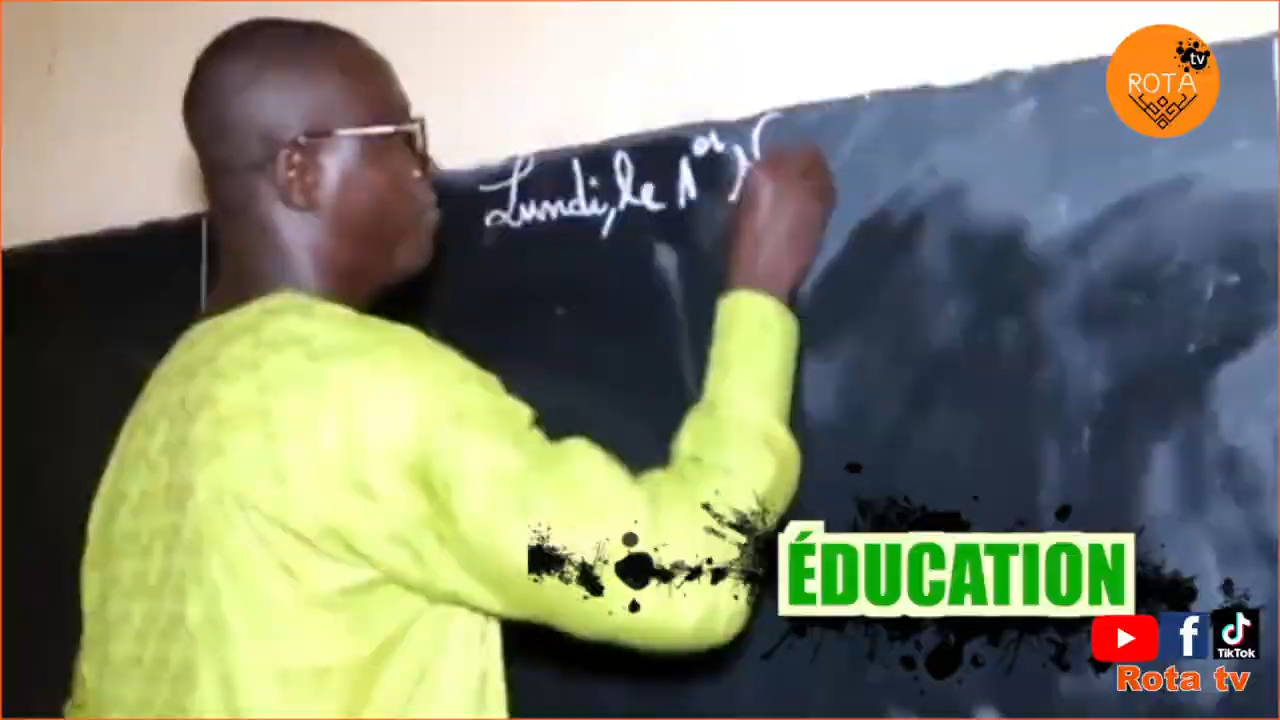 tv
ROTA
Lundi, le 1er,
ÉDUCATION
TikTok
Rota tv